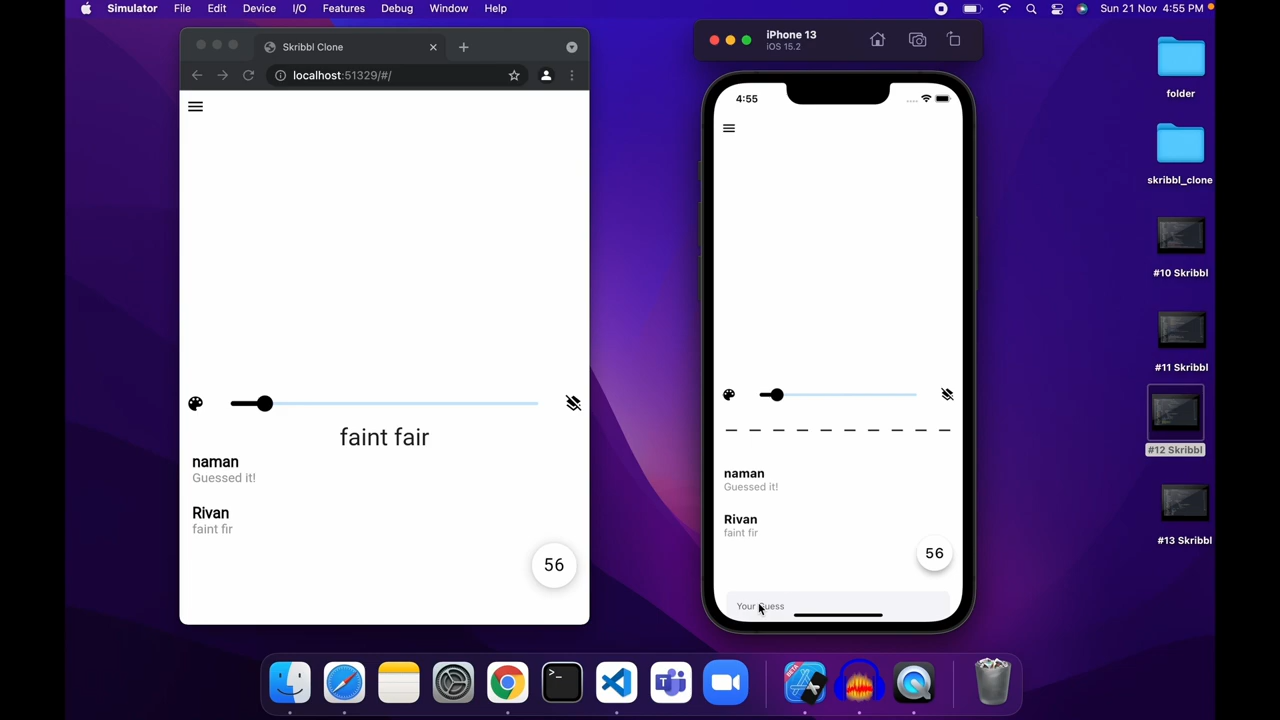 Simulator File Edit Device I/O Features Debug Window Help Sun 21 Nov 4:55 PM
Skribbl Clone
localhost:51329/#/
faint fair
naman
Guessed it!
Rivan
faint fir
56
iPhone 13
iOS 15.2
4:55
naman
Guessed it!
Rivan
faint fir
56
Your Guess
folder
skribbl_clone
#10 Skribbl
#11 Skribbl
#12 Skribbl
#13 Skribbl
BETA